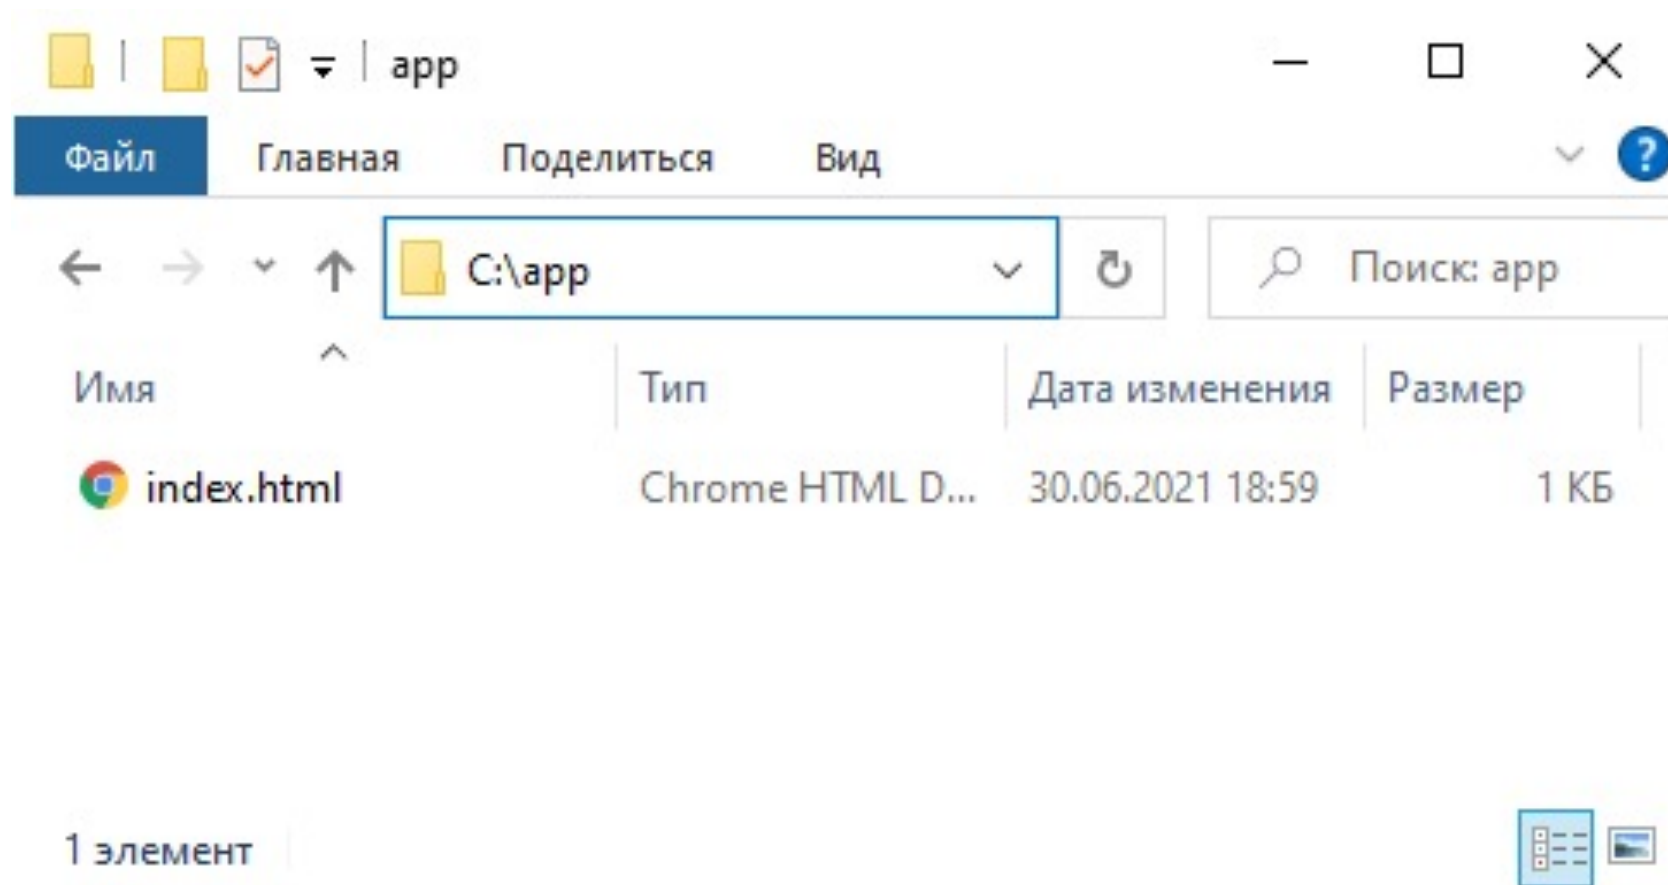 app
Файл Главная Поделиться Вид ?
C:\app Поиск: app
Имя Тип Дата изменения Размер
index.html Chrome HTML D... 30.06.2021 18:59 1 КБ
1 элемент